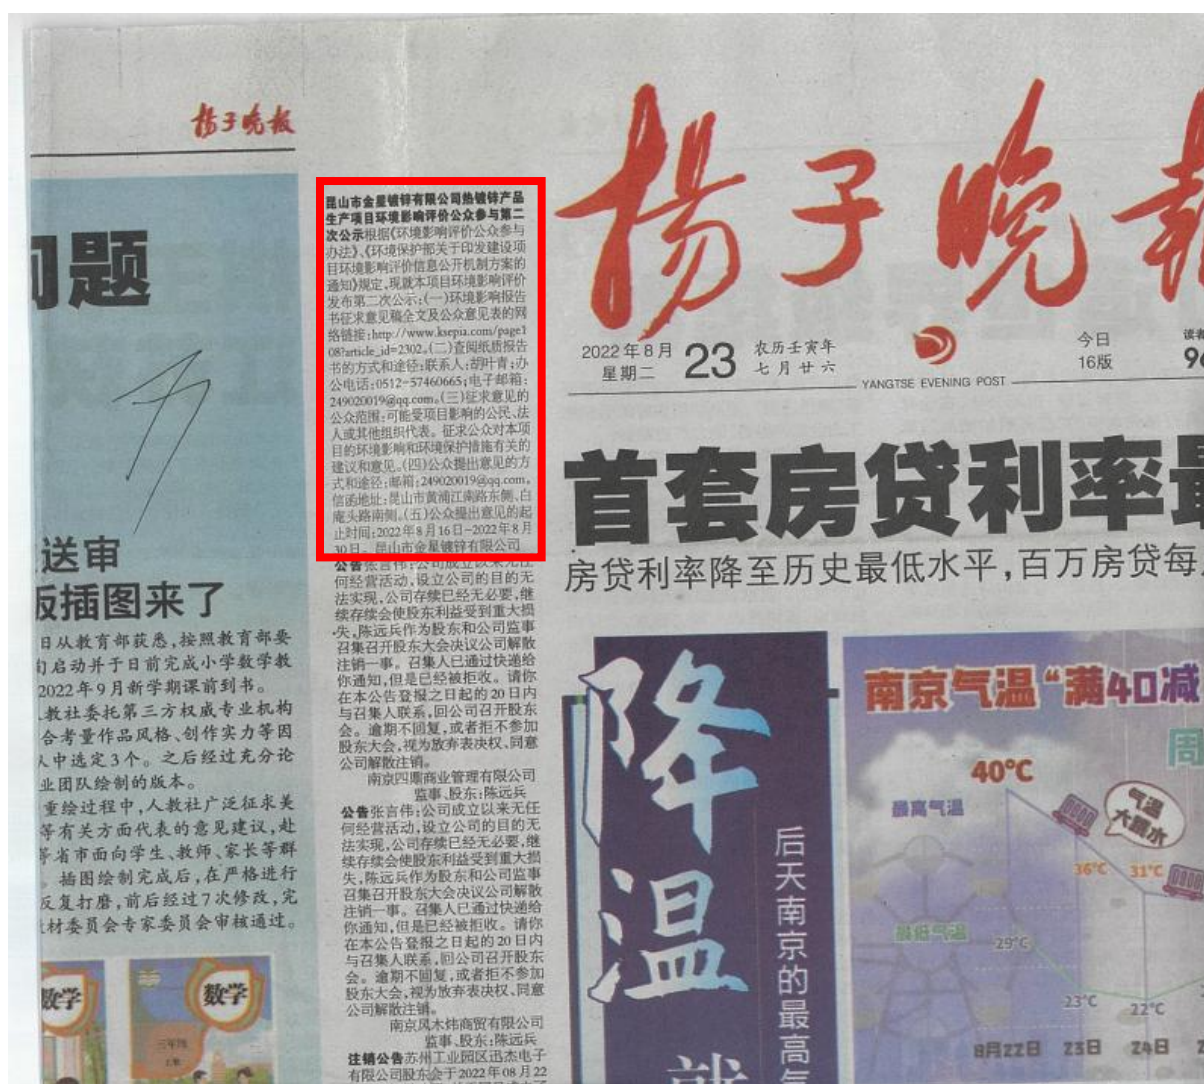 扬子晚报
问题
送审
版插图来了
日从教育部获悉,按照教育部要
启动并于日前完成小学数学教
2022年9月新学期课前到书。
教社委托第三方权威专业机构
合考量作品风格、创作实力等因
人中选定3个。之后经过充分论
业团队绘制的版本。
重绘过程中,人教社广泛征求美
等有关方面代表的意见建议,赴
等省市面向学生、教师、家长等群
。插图绘制完成后,在严格进行
反复打磨,前后经过7次修改,完
材委员会专家委员会审核通过。
数学
数学
三年级
上册
昆山市金星镀锌有限公司热镀锌产品
生产项目环境影响评价公众参与第二
次公示根据《环境影响评价公众参与
办法》、《环境保护部关于印发建设项
目环境影响评价信息公开机制方案的
通知》规定,现就本项目环境影响评价
发布第二次公示:(一)环境影响报告
书征求意见稿全文及公众意见表的网
络链接:http://www.ksepia.com/page1
08?article_id=2302。(二)查阅纸质报告
书的方式和途径:联系人:胡叶青;办
公电话:0512-57460665;电子邮箱:
249020019@qq.com。(三)征求意见的
公众范围:可能受项目影响的公民、法
人或其他组织代表。征求公众对本项
目的环境影响和环境保护措施有关的
建议和意见。(四)公众提出意见的方
式和途径:邮箱:249020019@qq.com。
信函地址:昆山市黄浦江南路东侧、白
庵头路南侧。(五)公众提出意见的起
止时间:2022年8月16日-2022年8月
30日。昆山市金星镀锌有限公司
公告张言伟:公司成立以来无任
何经营活动,设立公司的目的无
法实现,公司存续已经无必要,继
续存续会使股东利益受到重大损
失,陈远兵作为股东和公司监事
召集召开股东大会决议公司解散
注销一事。召集人已通过快递给
你通知,但是已经被拒收。请你
在本公告登报之日起的20日内
与召集人联系,回公司召开股东
会。逾期不回复,或者拒不参加
股东大会,视为放弃表决权、同意
公司解散注销。
南京四鼎商业管理有限公司
监事、股东:陈远兵
公告张言伟:公司成立以来无任
何经营活动,设立公司的目的无
法实现,公司存续已经无必要,继
续存续会使股东利益受到重大损
失,陈远兵作为股东和公司监事
召集召开股东大会决议公司解散
注销一事。召集人已通过快递给
你通知,但是已经被拒收。请你
在本公告登报之日起的20日内
与召集人联系,回公司召开股东
会。逾期不回复,或者拒不参加
股东大会,视为放弃表决权、同意
公司解散注销。
南京风木炜商贸有限公司
监事、股东:陈远兵
注销公告苏州工业园区迅杰电子
有限公司股东会于2022年08月22
扬子晚报
2022年8月
星期二
23
农历壬寅年
七月廿六
YANGTSE EVENING POST
今日
16版
读者
96
首套房贷利率最
房贷利率降至历史最低水平,百万房贷每
降温
就
后天南京的最高气
南京气温“满40减
周
40℃
最高气温
气温
大跳水
36℃
31℃
最低气温
29℃
23℃
22℃
8月22日
23日
24日